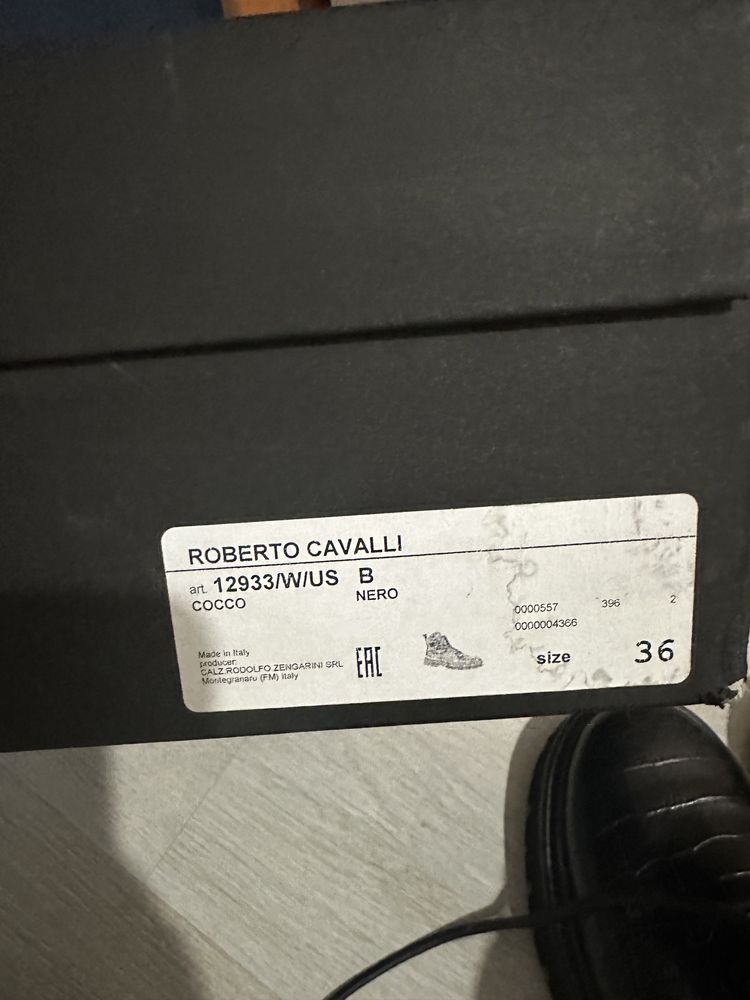 ROBERTO CAVALLI
art. 12933/W/US B
COCCO NERO
0000557 396 2
0000004366
Made in Italy
producer:
CALZ.RODOLFO ZENGARINI SRL
Montegranaro (FM) Italy
EAC
size 36